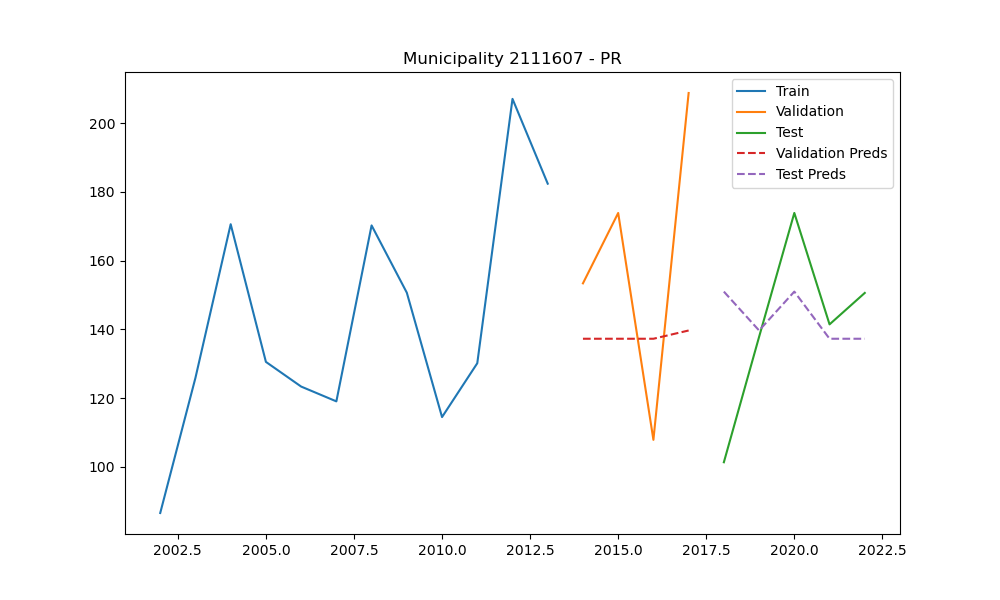 Municipality 2111607 - PR
Train
Validation
Test
Validation Preds
Test Preds
200
180
160
140
120
100
2002.5 2005.0 2007.5 2010.0 2012.5 2015.0 2017.5 2020.0 2022.5